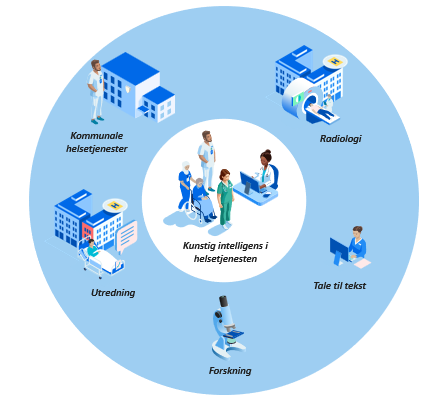 Kommunale
helsetjenester
Radiologi
Kunstig intelligens i
helsetjenesten
Utredning
Tale til tekst
Forskning